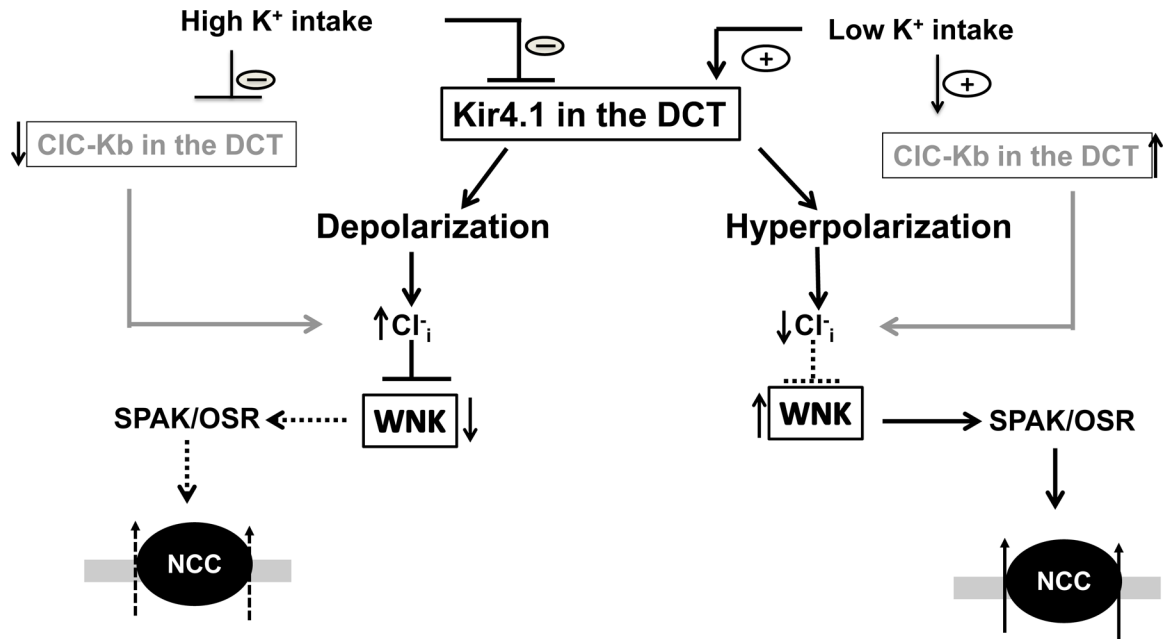 High K⁺ intake
Low K⁺ intake
−
−
+
+
Kir4.1 in the DCT
ClC-Kb in the DCT
ClC-Kb in the DCT
Depolarization
Hyperpolarization
Cl⁻ᵢ
Cl⁻ᵢ
SPAK/OSR
WNK
WNK
SPAK/OSR
NCC
NCC